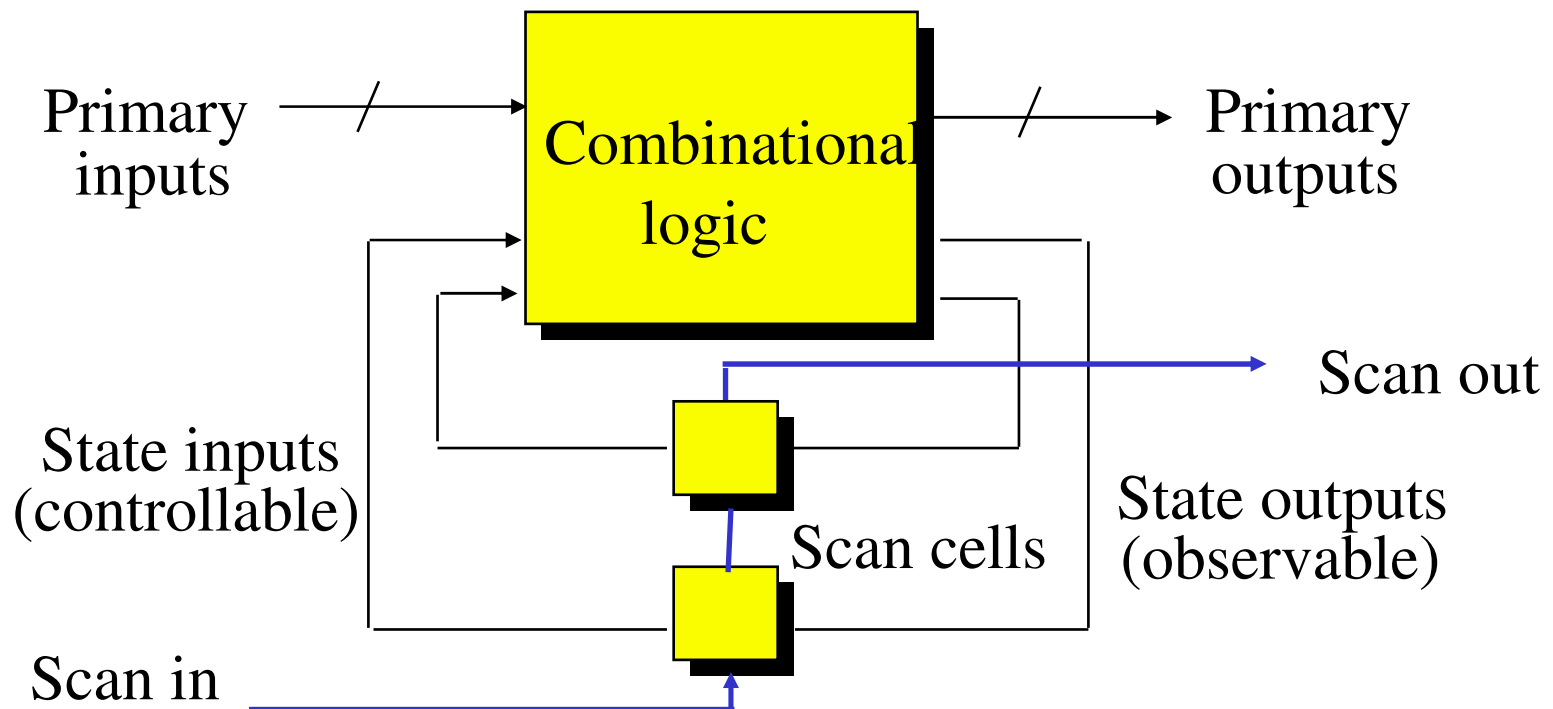 Primary
inputs
Combinational
logic
Primary
outputs
Scan out
State inputs
(controllable)
State outputs
(observable)
Scan cells
Scan in